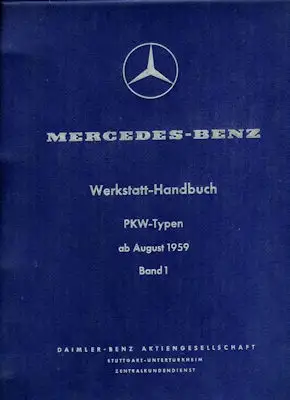 MERCEDES-BENZ
Werkstatt-Handbuch
PKW-Typen
ab August 1959
Band 1
DAIMLER-BENZ AKTIENGESELLSCHAFT
STUTTGART-UNTERTÜRKHEIM
ZENTRALKUNDENDIENST